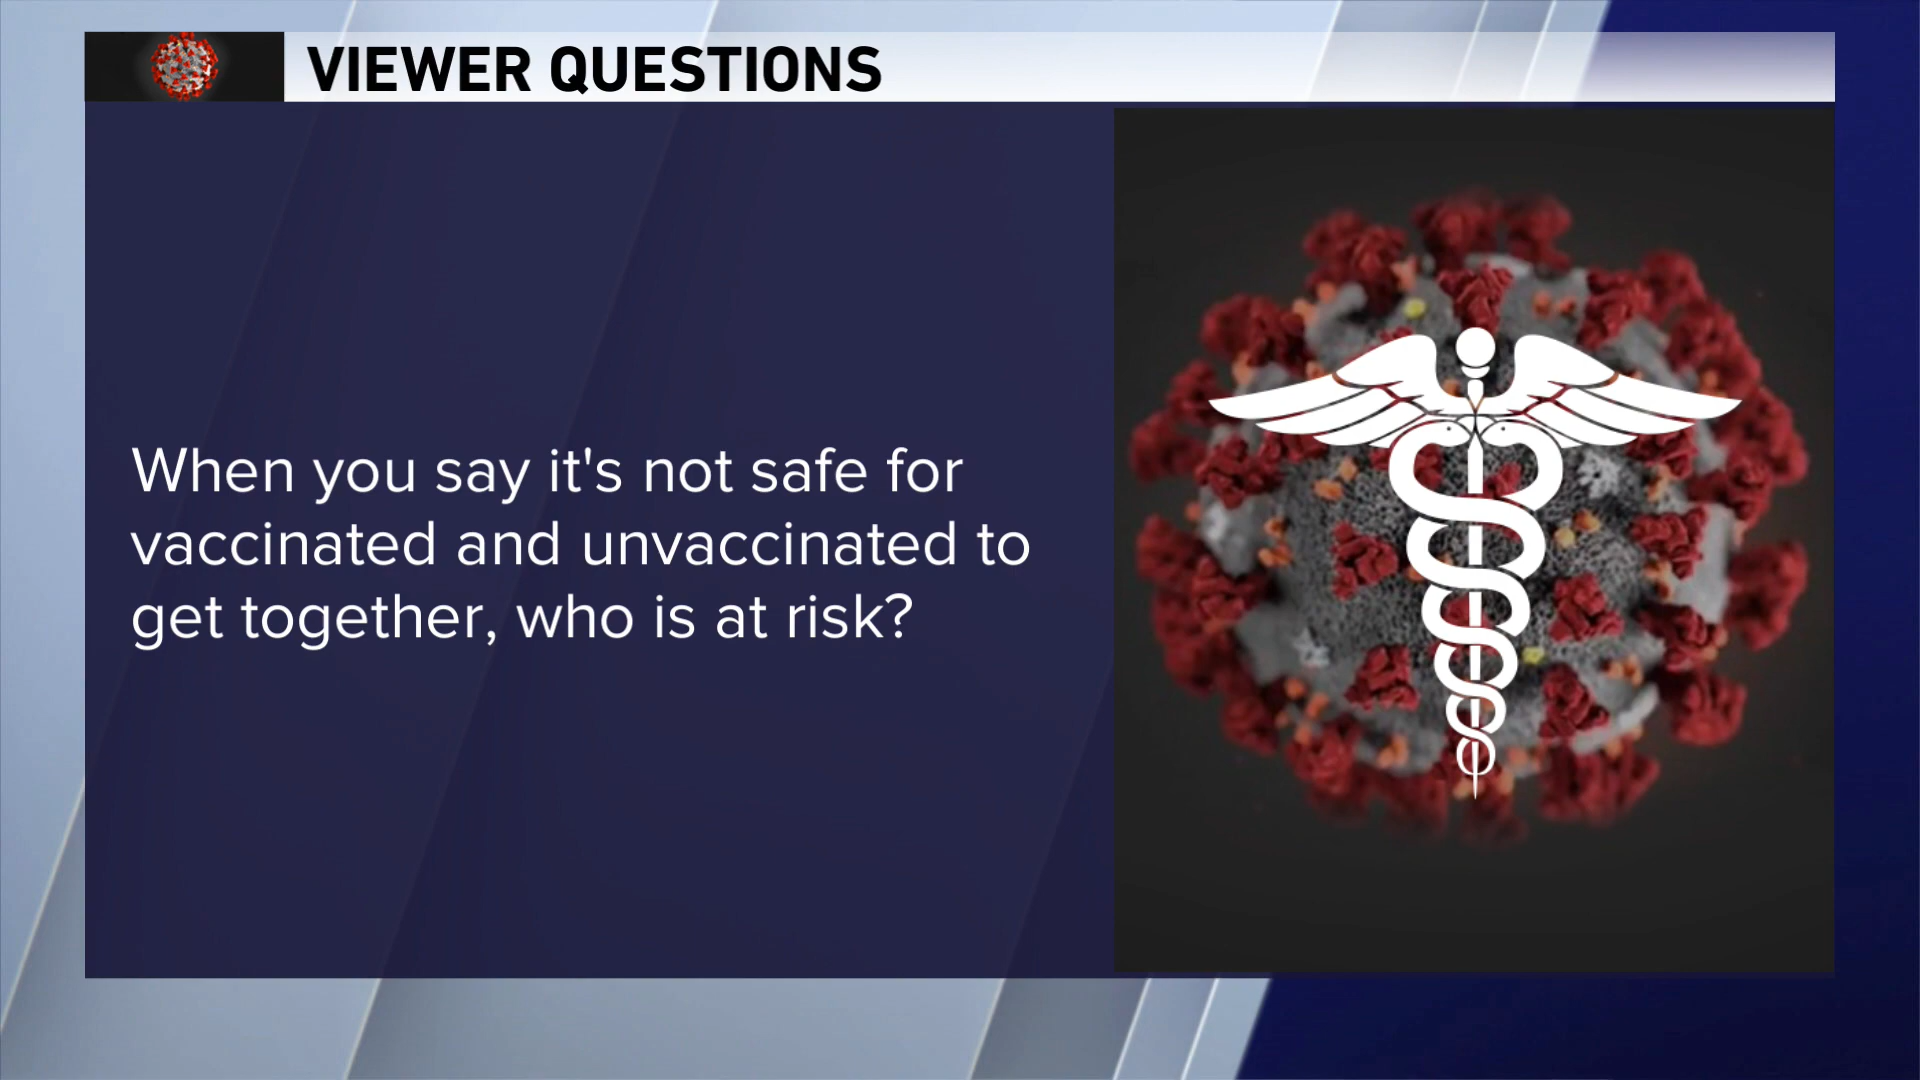 VIEWER QUESTIONS
When you say it's not safe for
vaccinated and unvaccinated to
get together, who is at risk?